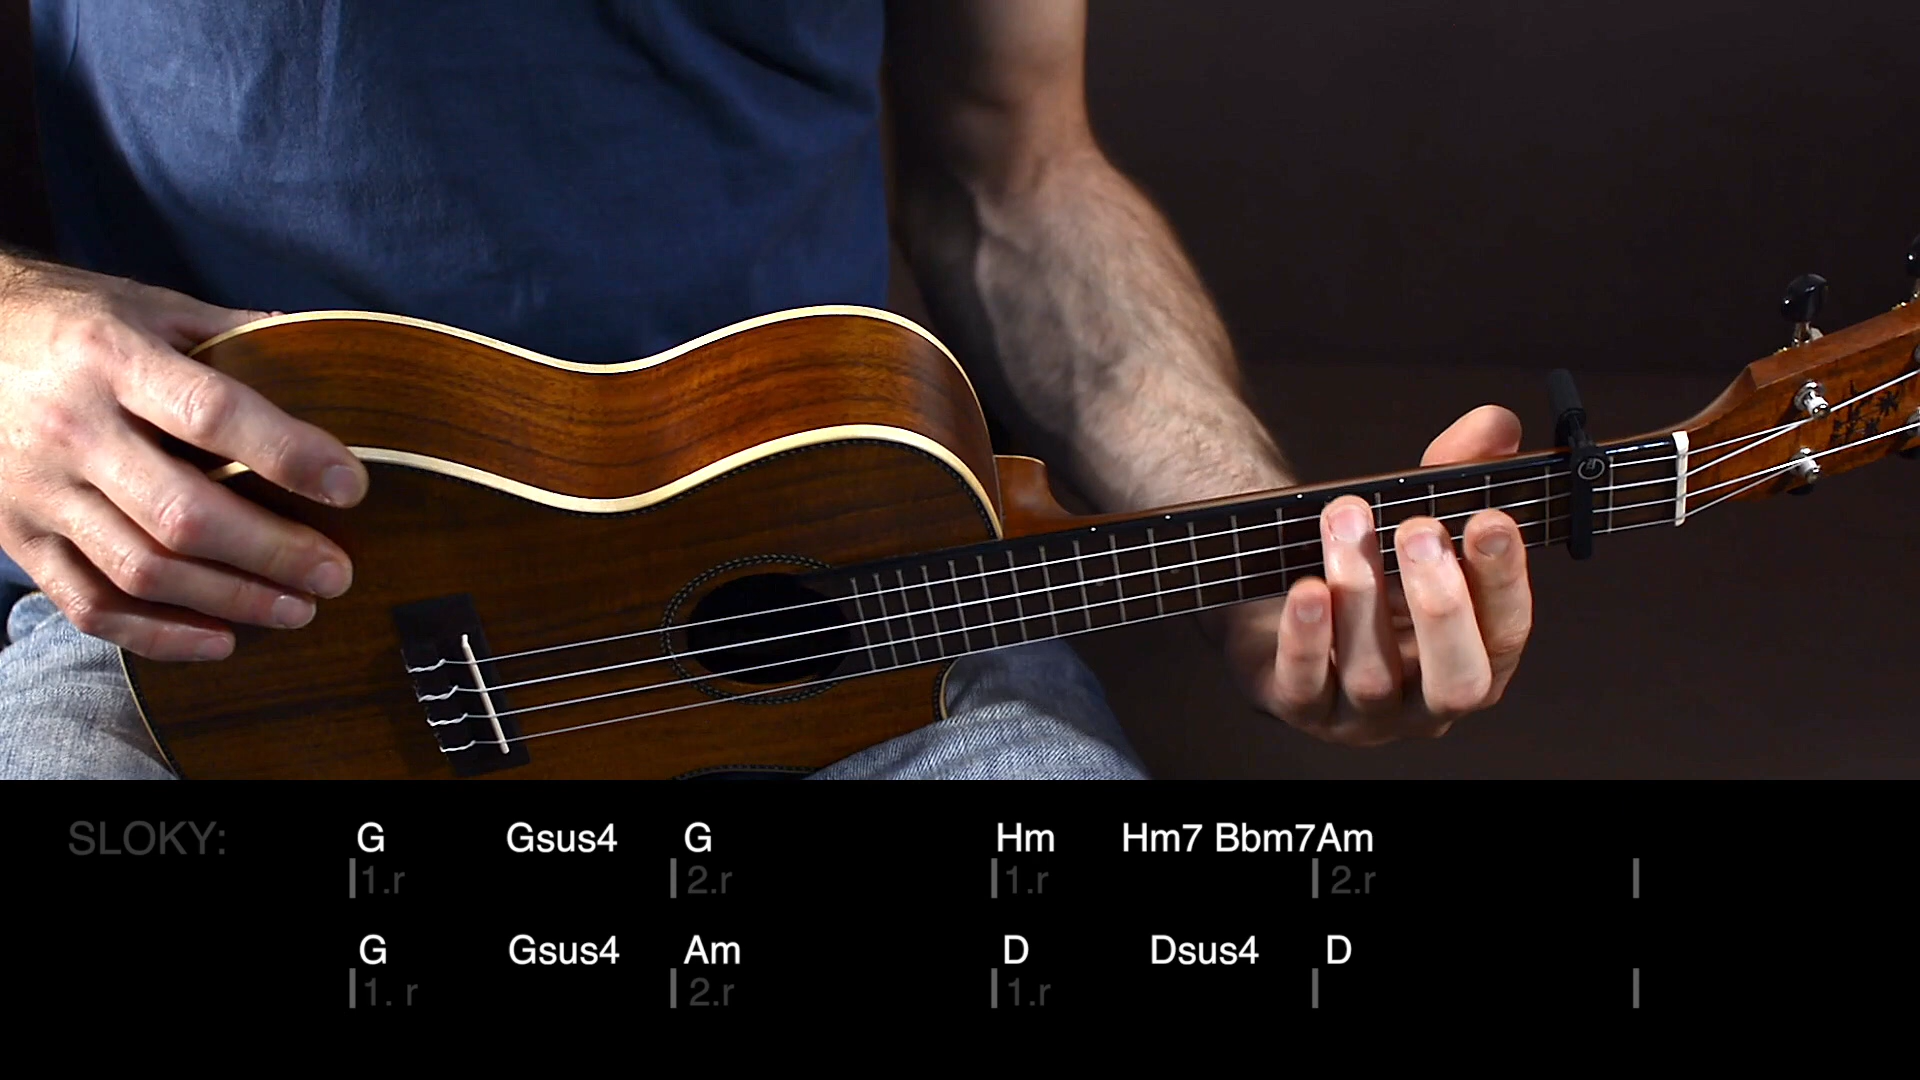 SLOKY: G Gsus4 G Hm Hm7 Bbm7Am
|1.r |2.r |1.r |2.r |
G Gsus4 Am D Dsus4 D
|1. r |2.r |1.r | |